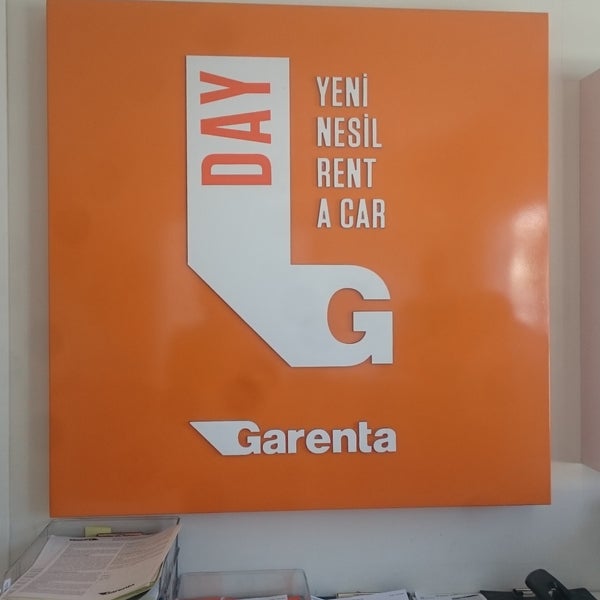 DAY
YENİ
NESİL
RENT
A CAR
G
Garenta